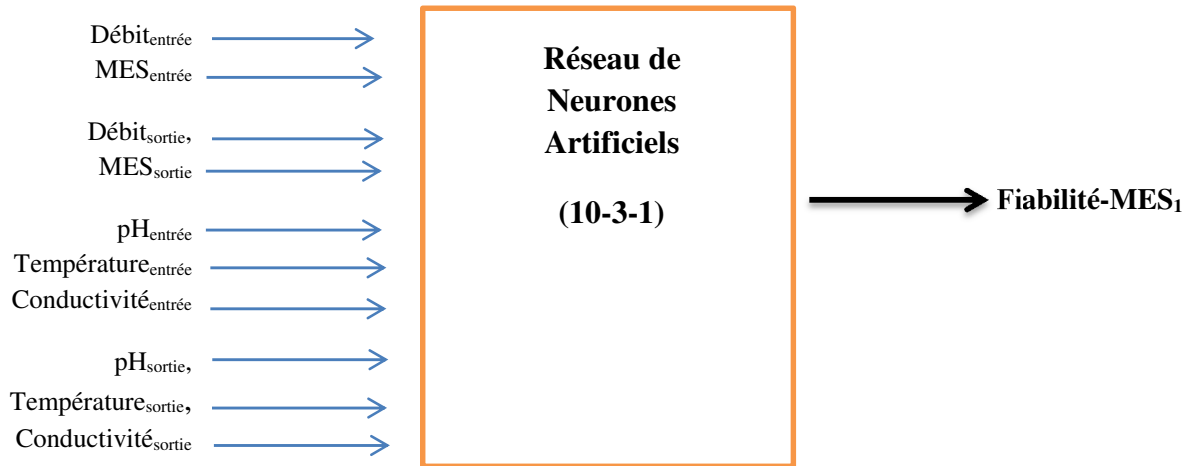 Débitentrée
MESentrée
Débitsortie,
MESsortie
pHentrée
Températureentrée
Conductivitéentrée
pHsortie,
Températuresortie,
Conductivitésortie
Réseau de
Neurones
Artificiels
(10-3-1)
Fiabilité-MES1